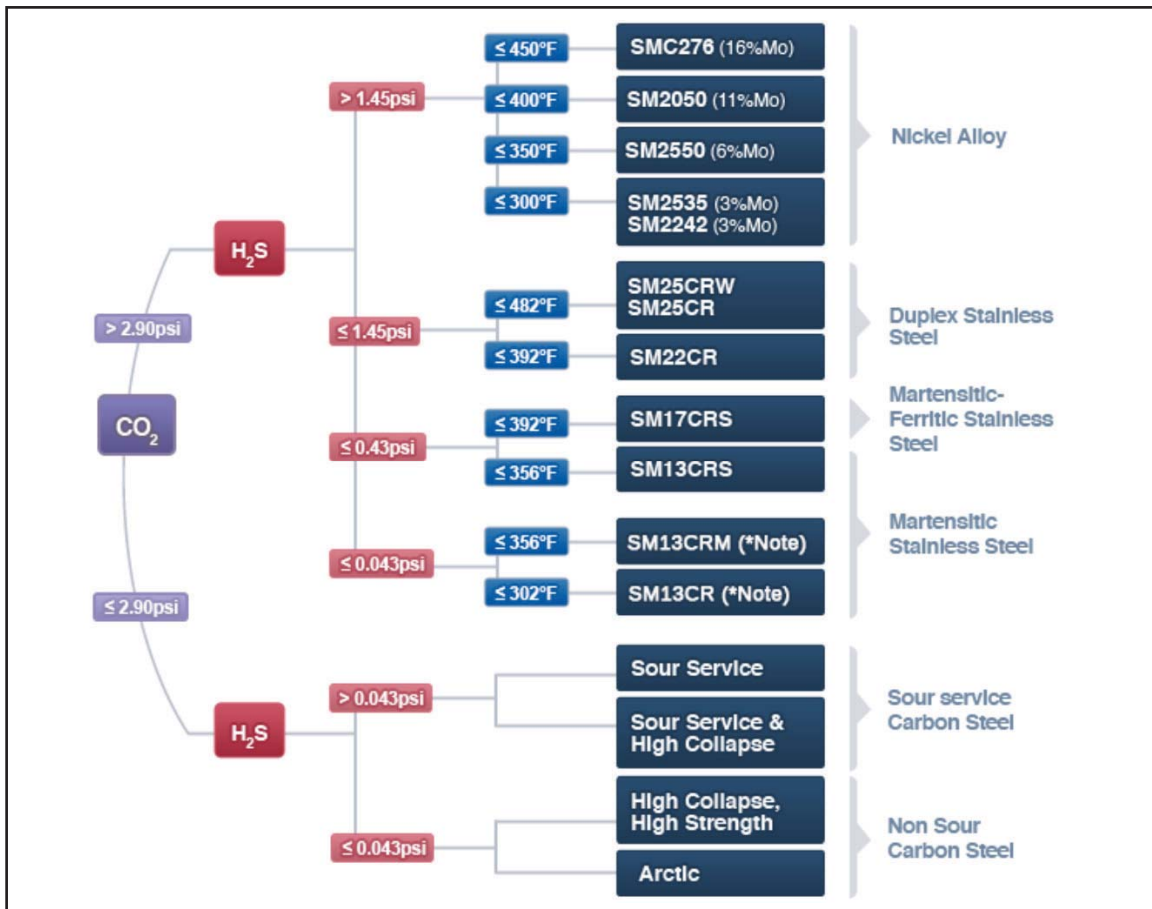 CO2
> 2.90psi
H2S
> 1.45psi
≤ 450°F
SMC276 (16%Mo)
≤ 400°F
SM2050 (11%Mo)
≤ 350°F
SM2550 (6%Mo)
≤ 300°F
SM2535 (3%Mo)
SM2242 (3%Mo)
Nickel Alloy
≤ 1.45psi
≤ 482°F
SM25CRW
SM25CR
≤ 392°F
SM22CR
Duplex Stainless
Steel
≤ 0.43psi
≤ 392°F
SM17CRS
Martensitic-
Ferritic Stainless
Steel
≤ 356°F
SM13CRS
≤ 0.043psi
≤ 356°F
SM13CRM (*Note)
≤ 302°F
SM13CR (*Note)
Martensitic
Stainless Steel
≤ 2.90psi
H2S
> 0.043psi
Sour Service
Sour Service &
High Collapse
Sour service
Carbon Steel
≤ 0.043psi
High Collapse,
High Strength
Arctic
Non Sour
Carbon Steel